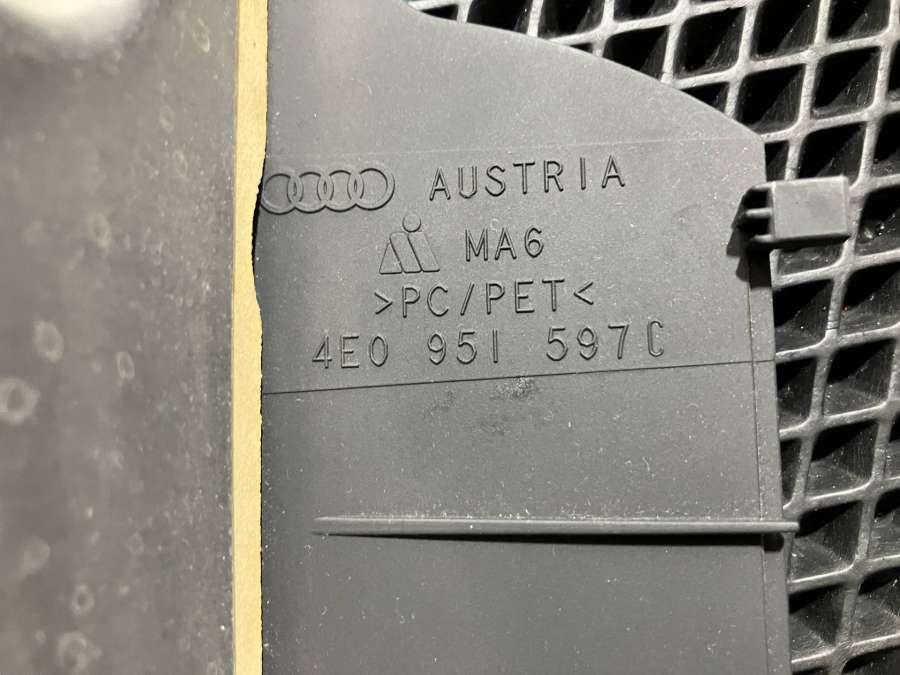 AUSTRIA
MA6
>PC/PET<
4E0 951 597C